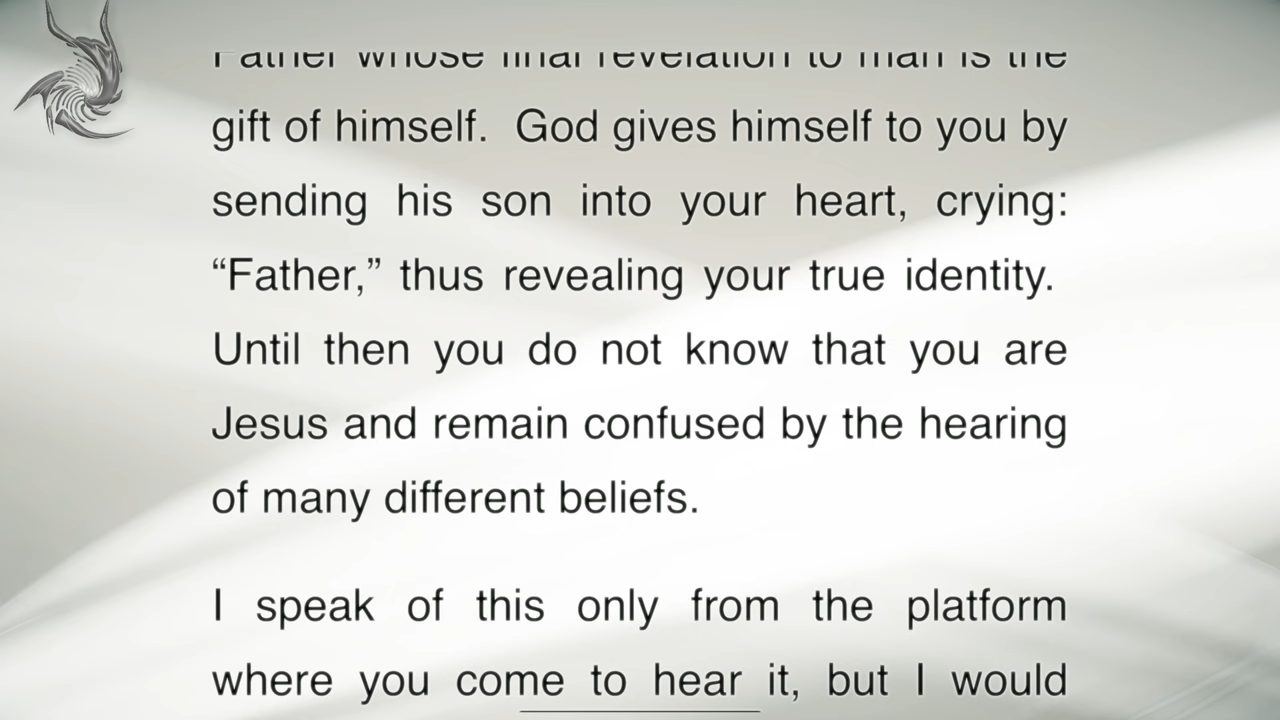 Father whose final revelation to man is the
gift of himself.  God gives himself to you by
sending his son into your heart, crying:
“Father,” thus revealing your true identity.
Until then you do not know that you are
Jesus and remain confused by the hearing
of many different beliefs.
I speak of this only from the platform
where you come to hear it, but I would